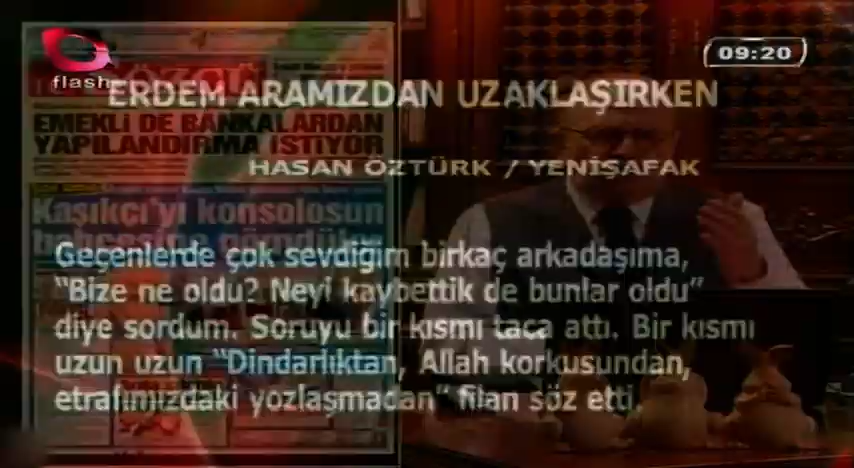 flash
09:20
ERDEM ARAMIZDAN UZAKLAŞIRKEN
EMEKLİ DE BANKALARDAN
YAPILANDIRMA İSTİYOR
HASAN ÖZTÜRK / YENİŞAFAK
Kaşıkçı'yı konsolosun
Geçenlerde çok sevdiğim birkaç arkadaşıma,
“Bize ne oldu? Neyi kaybettik de bunlar oldu”
diye sordum. Soruyu bir kısmı taca attı. Bir kısmı
uzun uzun “Dindarlıktan, Allah korkusundan,
etrafımızdaki yozlaşmadan” filan söz etti.